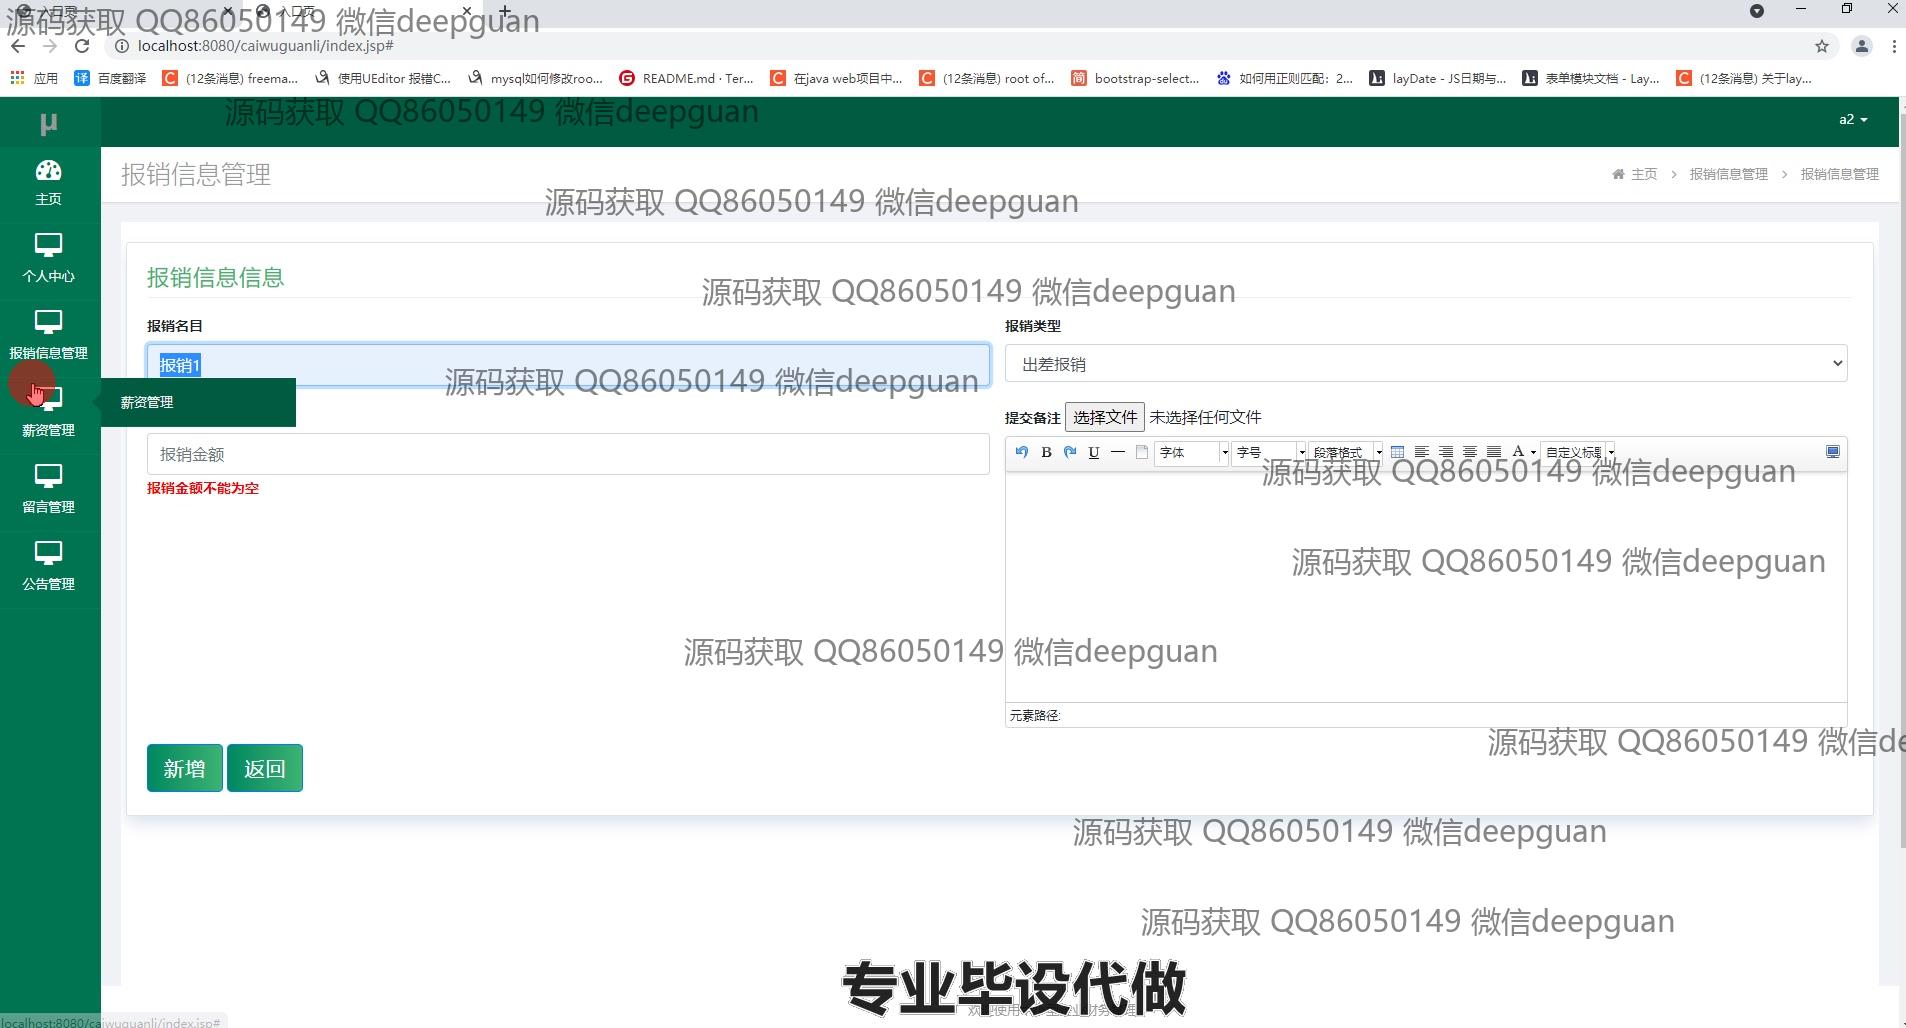 入口页
入口页
源码获取 QQ86050149 微信deepguan
localhost:8080/caiwuguanli/index.jsp#
应用
百度翻译
(12条消息) freema...
使用UEditor 报错C...
mysql如何修改roo...
README.md · Ter...
在java web项目中...
(12条消息) root of...
bootstrap-select...
如何用正则匹配：2...
layDate - JS日期与...
表单模块文档 - Lay...
(12条消息) 关于lay...
μ
源码获取 QQ86050149 微信deepguan
a2
主页
报销信息管理
主页 > 报销信息管理 > 报销信息管理
源码获取 QQ86050149 微信deepguan
个人中心
报销信息信息
源码获取 QQ86050149 微信deepguan
报销名目
报销类型
报销信息管理
报销1
出差报销
源码获取 QQ86050149 微信deepguan
薪资管理
提交备注 选择文件 未选择任何文件
薪资管理
报销金额
B U 字体 字号 段落格式 A 自定义标题
源码获取 QQ86050149 微信deepguan
报销金额不能为空
留言管理
源码获取 QQ86050149 微信deepguan
公告管理
源码获取 QQ86050149 微信deepguan
元素路径:
源码获取 QQ86050149 微信de
新增
返回
源码获取 QQ86050149 微信deepguan
源码获取 QQ86050149 微信deepguan
专业毕设代做
localhost:8080/caiwuguanli/index.jsp#